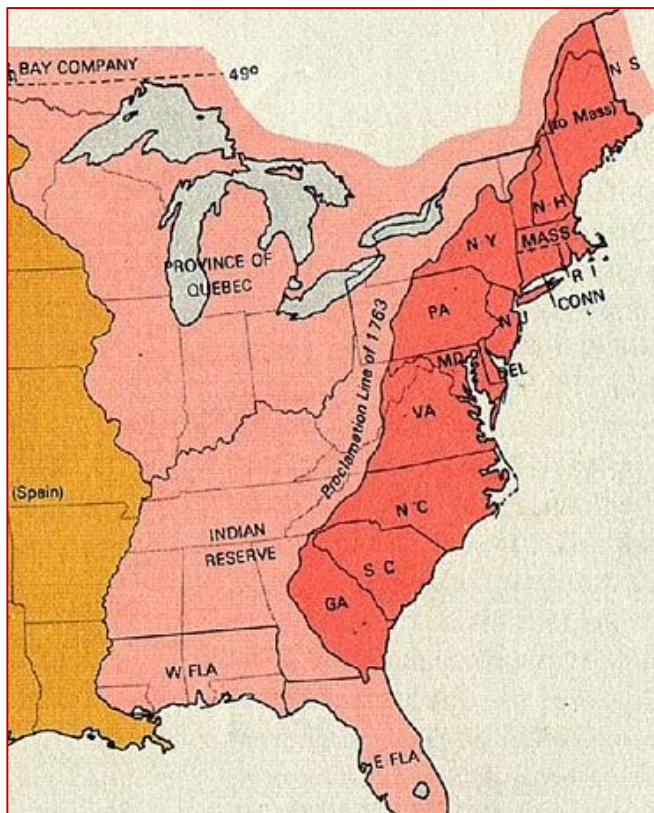 BAY COMPANY
49º
N S
(to Mass)
N H
N Y
MASS
R I
CONN
PROVINCE OF
QUEBEC
PA
N J
Proclamation Line of 1763
MD
DEL
VA
(Spain)
N C
INDIAN
RESERVE
S C
GA
W FLA
E FLA